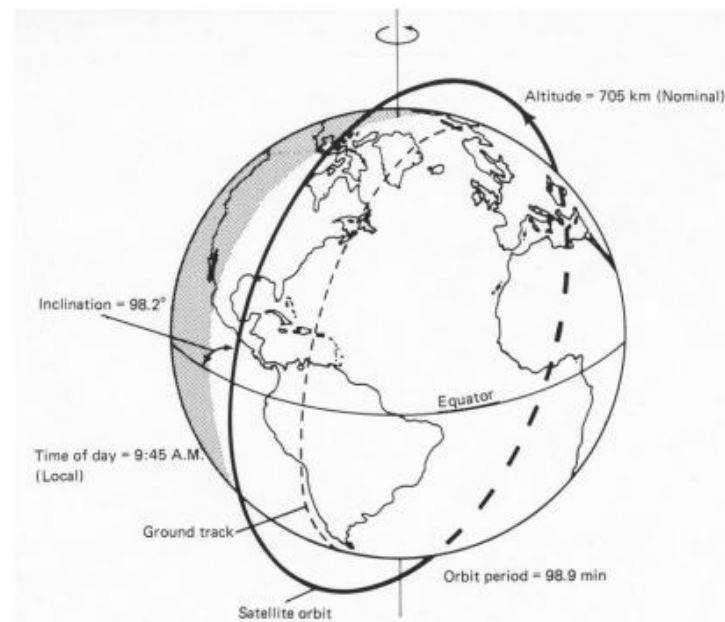 Altitude = 705 km (Nominal)
Inclination = 98.2°
Equator
Time of day = 9:45 A.M.
(Local)
Ground track
Orbit period = 98.9 min
Satellite orbit